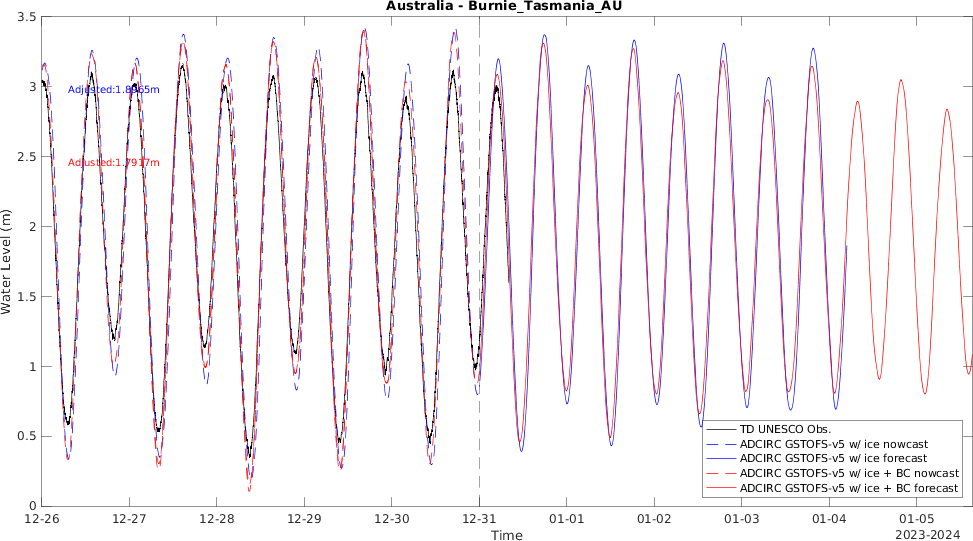 Australia - Burnie_Tasmania_AU
3.5
3
2.5
2
1.5
1
0.5
0
Water Level (m)
Adjusted:1.8965m
Adjusted:1.7917m
TD UNESCO Obs.
ADCIRC GSTOFS-v5 w/ ice nowcast
ADCIRC GSTOFS-v5 w/ ice forecast
ADCIRC GSTOFS-v5 w/ ice + BC nowcast
ADCIRC GSTOFS-v5 w/ ice + BC forecast
12-26 12-27 12-28 12-29 12-30 12-31 01-01 01-02 01-03 01-04 01-05
Time
2023-2024